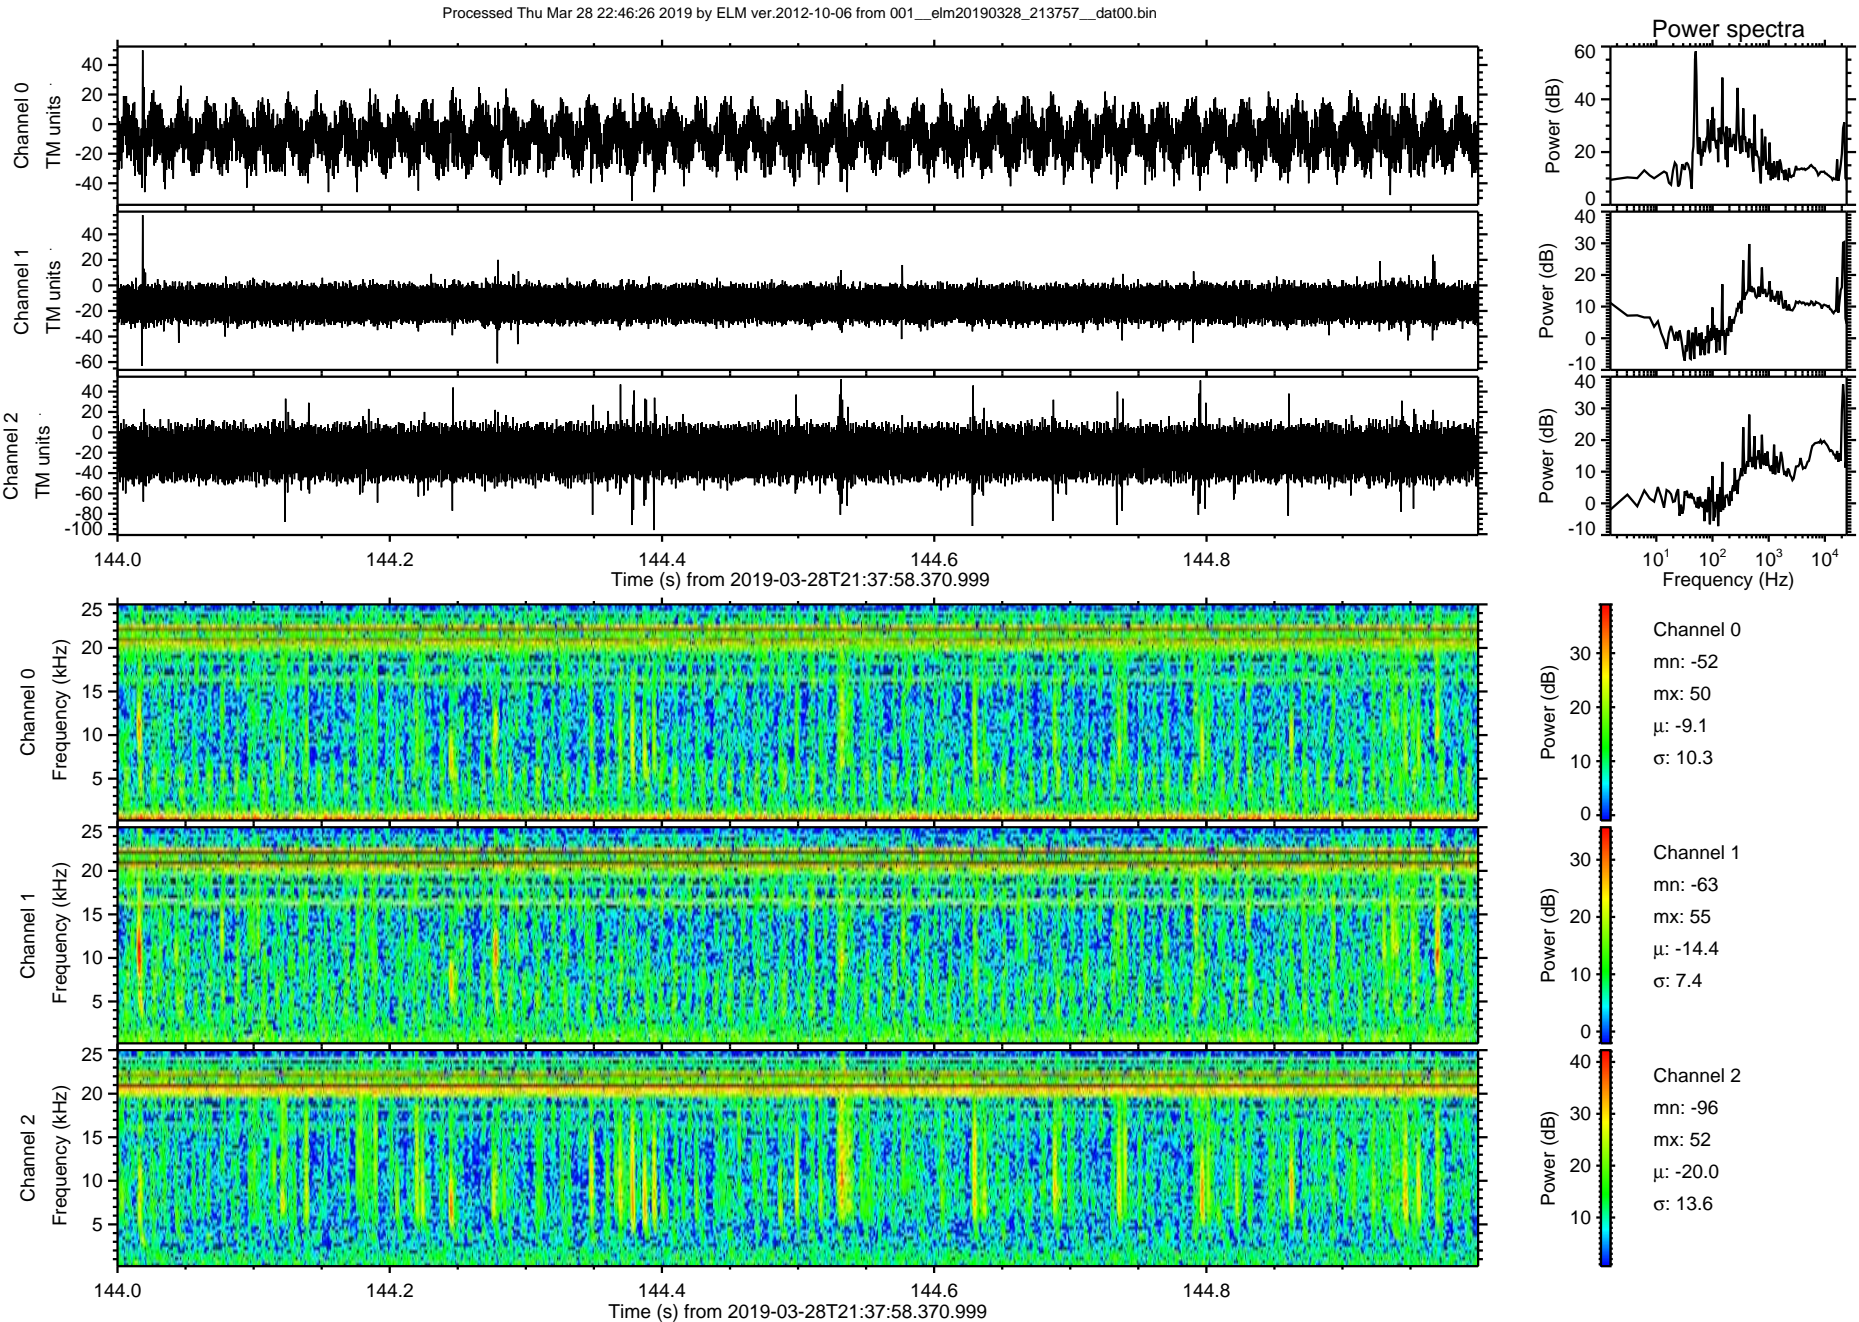 Processed Thu Mar 28 22:46:26 2019 by ELM ver.2012-10-06 from 001__elm20190328_213757__dat00.bin
Power spectra
Channel 0
TM units
40
20
0
-20
-40
Power (dB)
60
40
20
0
Channel 1
TM units
40
20
0
-20
-40
-60
Power (dB)
40
30
20
10
0
-10
Channel 2
TM units
40
20
0
-20
-40
-60
-80
-100
Power (dB)
40
30
20
10
0
-10
144.0
144.2
144.4
144.6
144.8
Time (s) from 2019-03-28T21:37:58.370.999
10^1
10^2
10^3
10^4
Frequency (Hz)
Channel 0
Frequency (kHz)
25
20
15
10
5
Power (dB)
30
20
10
0
Channel 0
mn: -52
mx: 50
μ: -9.1
σ: 10.3
Channel 1
Frequency (kHz)
25
20
15
10
5
Power (dB)
30
20
10
0
Channel 1
mn: -63
mx: 55
μ: -14.4
σ: 7.4
Channel 2
Frequency (kHz)
25
20
15
10
5
Power (dB)
40
30
20
10
Channel 2
mn: -96
mx: 52
μ: -20.0
σ: 13.6
144.0
144.2
144.4
144.6
144.8
Time (s) from 2019-03-28T21:37:58.370.999